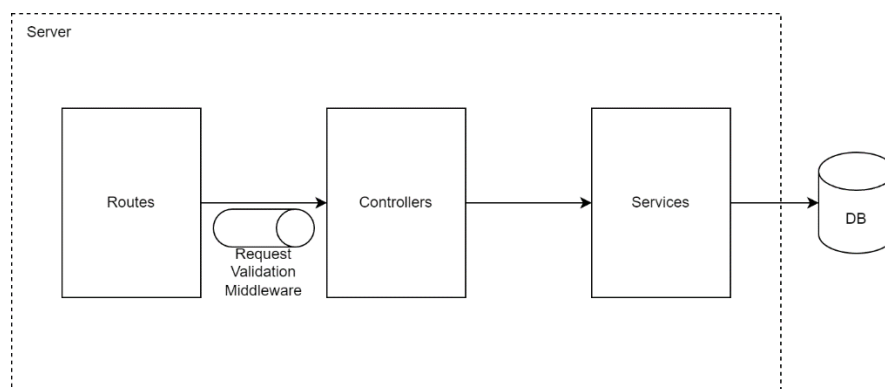 Server
Routes
Controllers
Services
DB
Request
Validation
Middleware